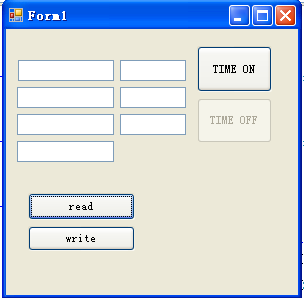 Form1
TIME ON
TIME OFF
read
write